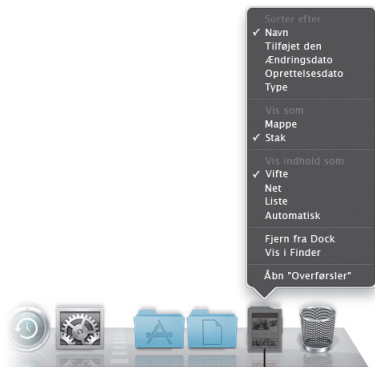 Sorter efter
✓ Navn
Tilføjet den
Ændringsdato
Oprettelsesdato
Type
Vis som
Mappe
✓ Stak
Vis indhold som
✓ Vifte
Net
Liste
Automatisk
Fjern fra Dock
Vis i Finder
Åbn "Overførsler"